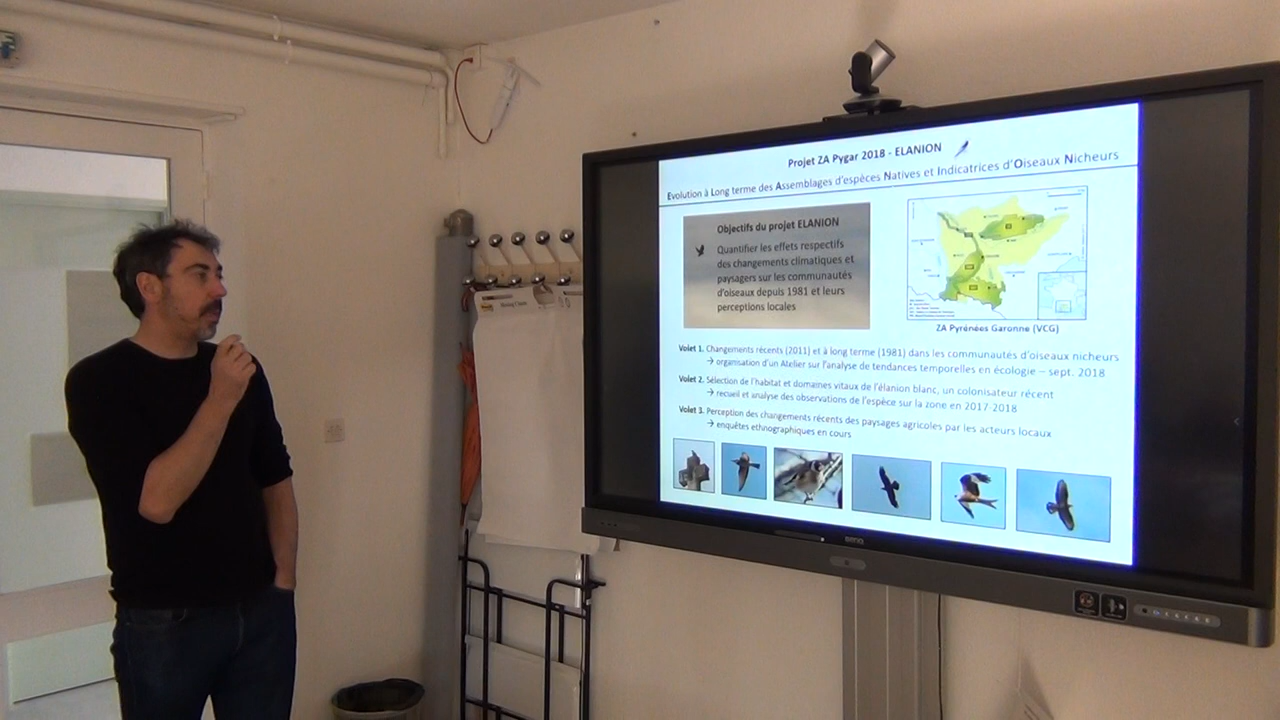 Projet ZA Pygar 2018 - ELANION
Evolution à Long terme des Assemblages d'espèces Natives et Indicatrices d'Oiseaux Nicheurs
Objectifs du projet ELANION
Quantifier les effets respectifs
des changements climatiques et
paysagers sur les communautés
d'oiseaux depuis 1981 et leurs
perceptions locales
ZA Pyrénées Garonne (VCG)
Volet 1. Changements récents (2011) et à long terme (1981) dans les communautés d'oiseaux nicheurs
→ organisation d'un Atelier sur l'analyse de tendances temporelles en écologie – sept. 2018
Volet 2. Sélection de l'habitat et domaines vitaux de l'élanion blanc, un colonisateur récent
→ recueil et analyse des observations de l'espèce sur la zone en 2017-2018
Volet 3. Perception des changements récents des paysages agricoles par les acteurs locaux
→ enquêtes ethnographiques en cours
BenQ